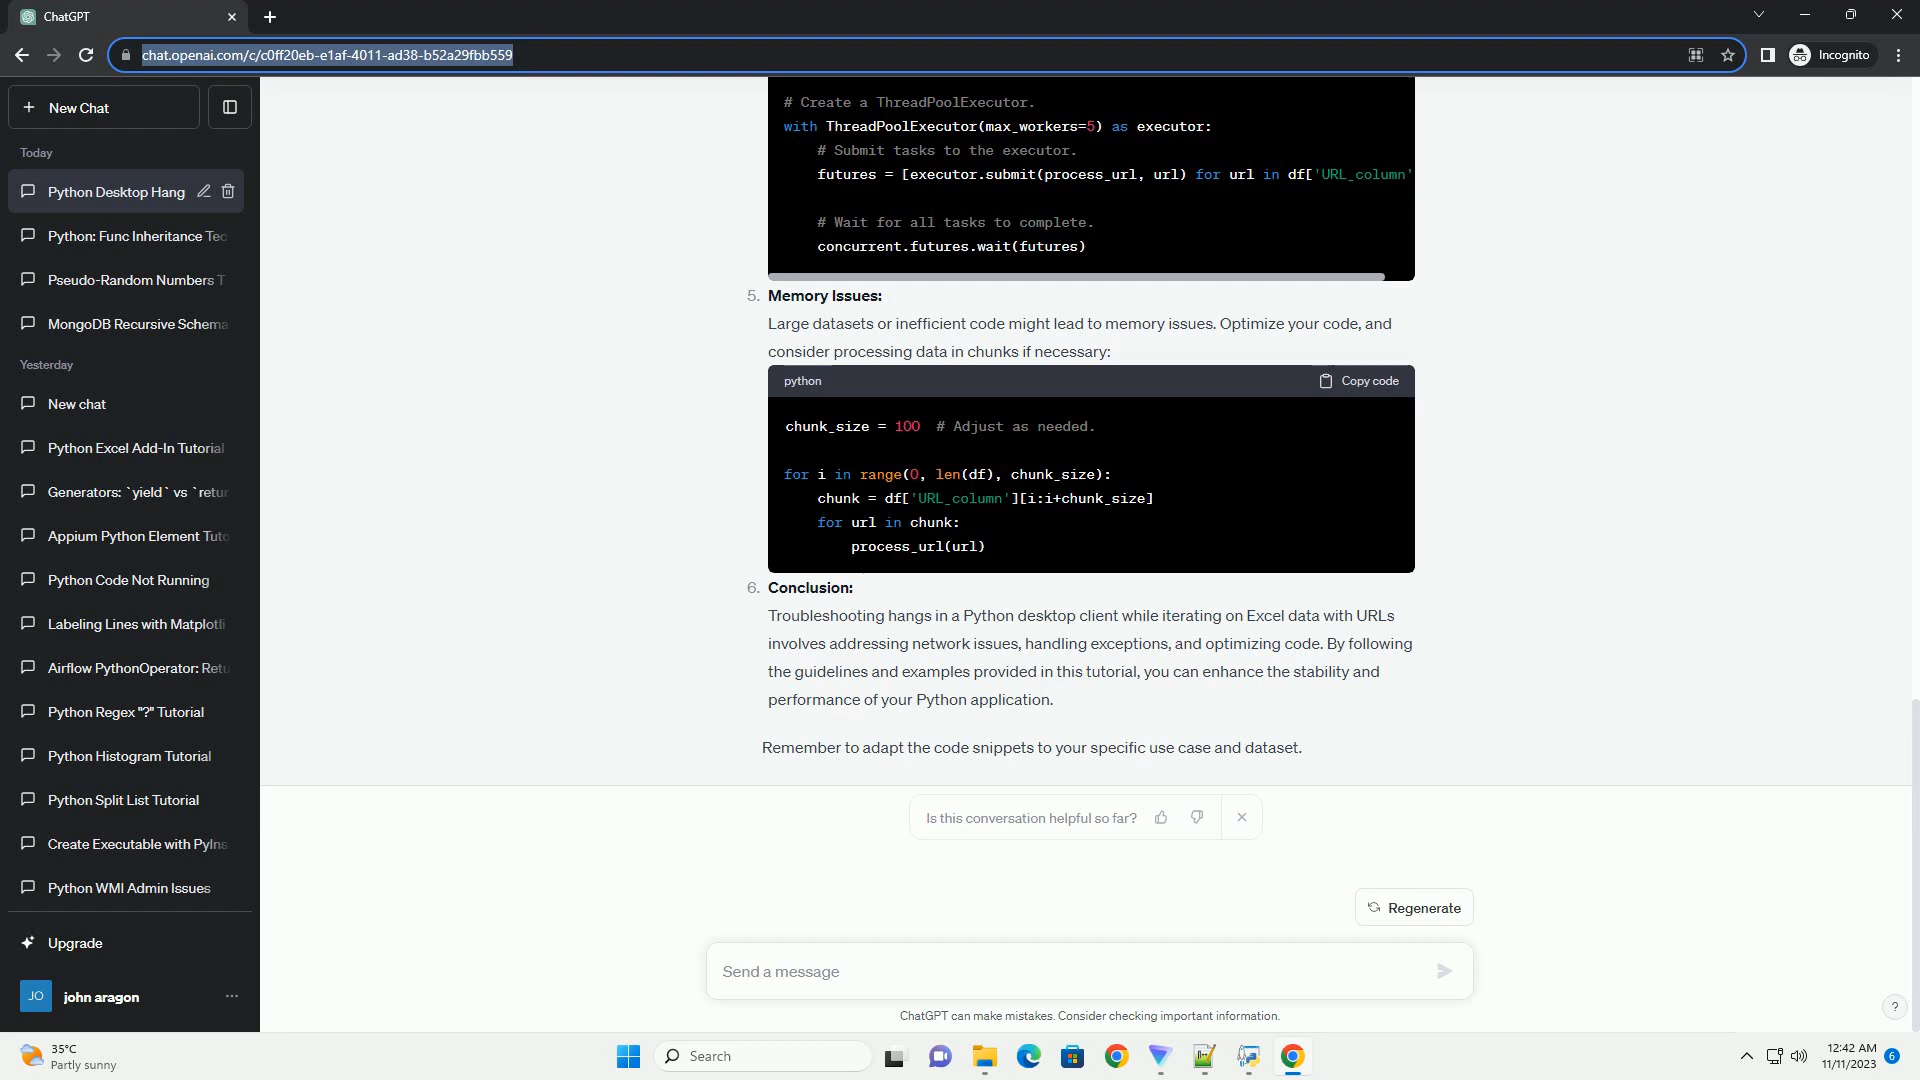 ChatGPT
chat.openai.com/c/c0ff20eb-e1af-4011-ad38-b52a29fbb559
Incognito
New Chat
Today
Python Desktop Hang
Python: Func Inheritance Tec
Pseudo-Random Numbers T
MongoDB Recursive Schema
Yesterday
New chat
Python Excel Add-In Tutorial
Generators: `yield` vs `retur
Appium Python Element Tuto
Python Code Not Running
Labeling Lines with Matplotli
Airflow PythonOperator: Retu
Python Regex "?" Tutorial
Python Histogram Tutorial
Python Split List Tutorial
Create Executable with PyIns
Python WMI Admin Issues
Upgrade
JO john aragon
# Create a ThreadPoolExecutor.
with ThreadPoolExecutor(max_workers=5) as executor:
# Submit tasks to the executor.
futures = [executor.submit(process_url, url) for url in df['URL_column'
# Wait for all tasks to complete.
concurrent.futures.wait(futures)
5. Memory Issues:
Large datasets or inefficient code might lead to memory issues. Optimize your code, and
consider processing data in chunks if necessary:
python Copy code
chunk_size = 100 # Adjust as needed.
for i in range(0, len(df), chunk_size):
chunk = df['URL_column'][i:i+chunk_size]
for url in chunk:
process_url(url)
6. Conclusion:
Troubleshooting hangs in a Python desktop client while iterating on Excel data with URLs
involves addressing network issues, handling exceptions, and optimizing code. By following
the guidelines and examples provided in this tutorial, you can enhance the stability and
performance of your Python application.
Remember to adapt the code snippets to your specific use case and dataset.
Is this conversation helpful so far?
Regenerate
Send a message
ChatGPT can make mistakes. Consider checking important information.
?
35°C
Partly sunny
Search
12:42 AM
11/11/2023
6